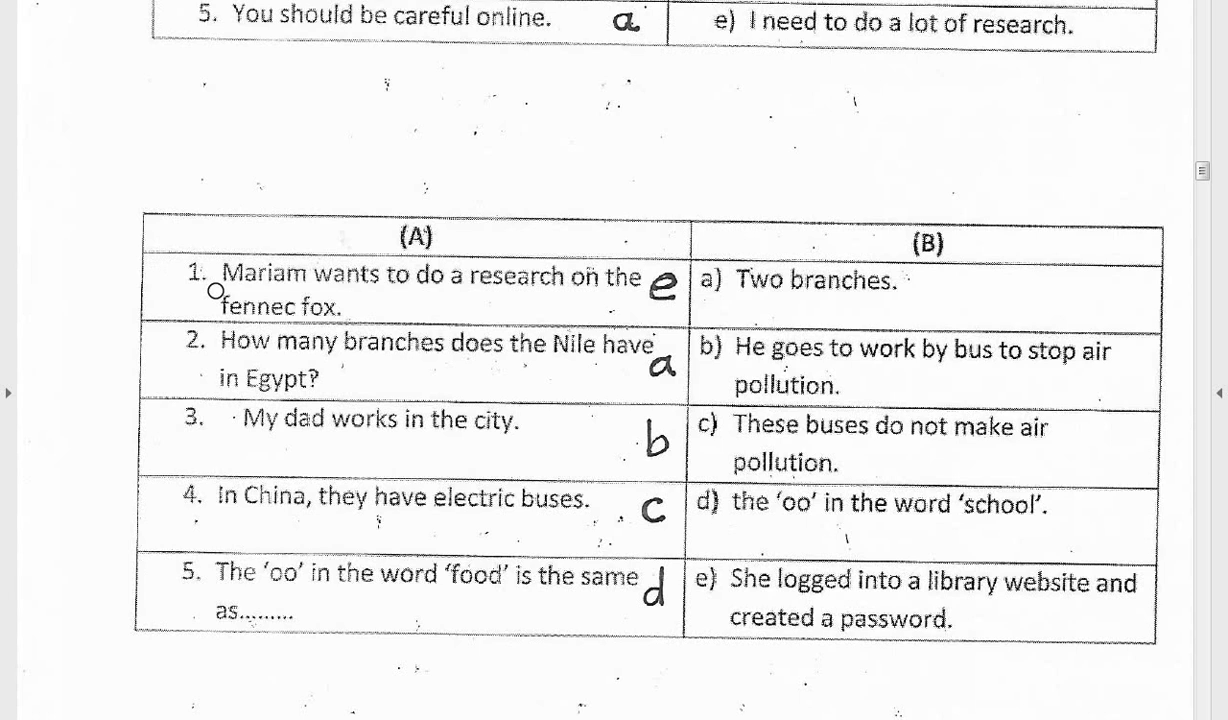 5. You should be careful online. a e) I need to do a lot of research.
(A) (B)
1. Mariam wants to do a research on the e a) Two branches.
fennec fox.
2. How many branches does the Nile have a b) He goes to work by bus to stop air
in Egypt? pollution.
3. My dad works in the city. b c) These buses do not make air
pollution.
4. In China, they have electric buses. c d) the ‘oo’ in the word ‘school’.
5. The ‘oo’ in the word ‘food’ is the same d e) She logged into a library website and
as......... created a password.